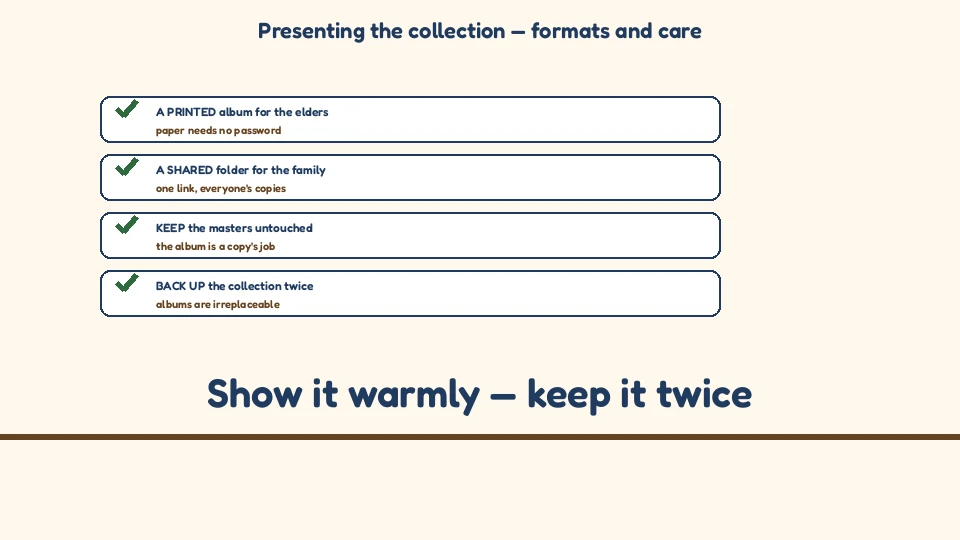 Presenting the collection — formats and care
A PRINTED album for the elders
paper needs no password
A SHARED folder for the family
one link, everyone's copies
KEEP the masters untouched
the album is a copy's job
BACK UP the collection twice
albums are irreplaceable
Show it warmly — keep it twice